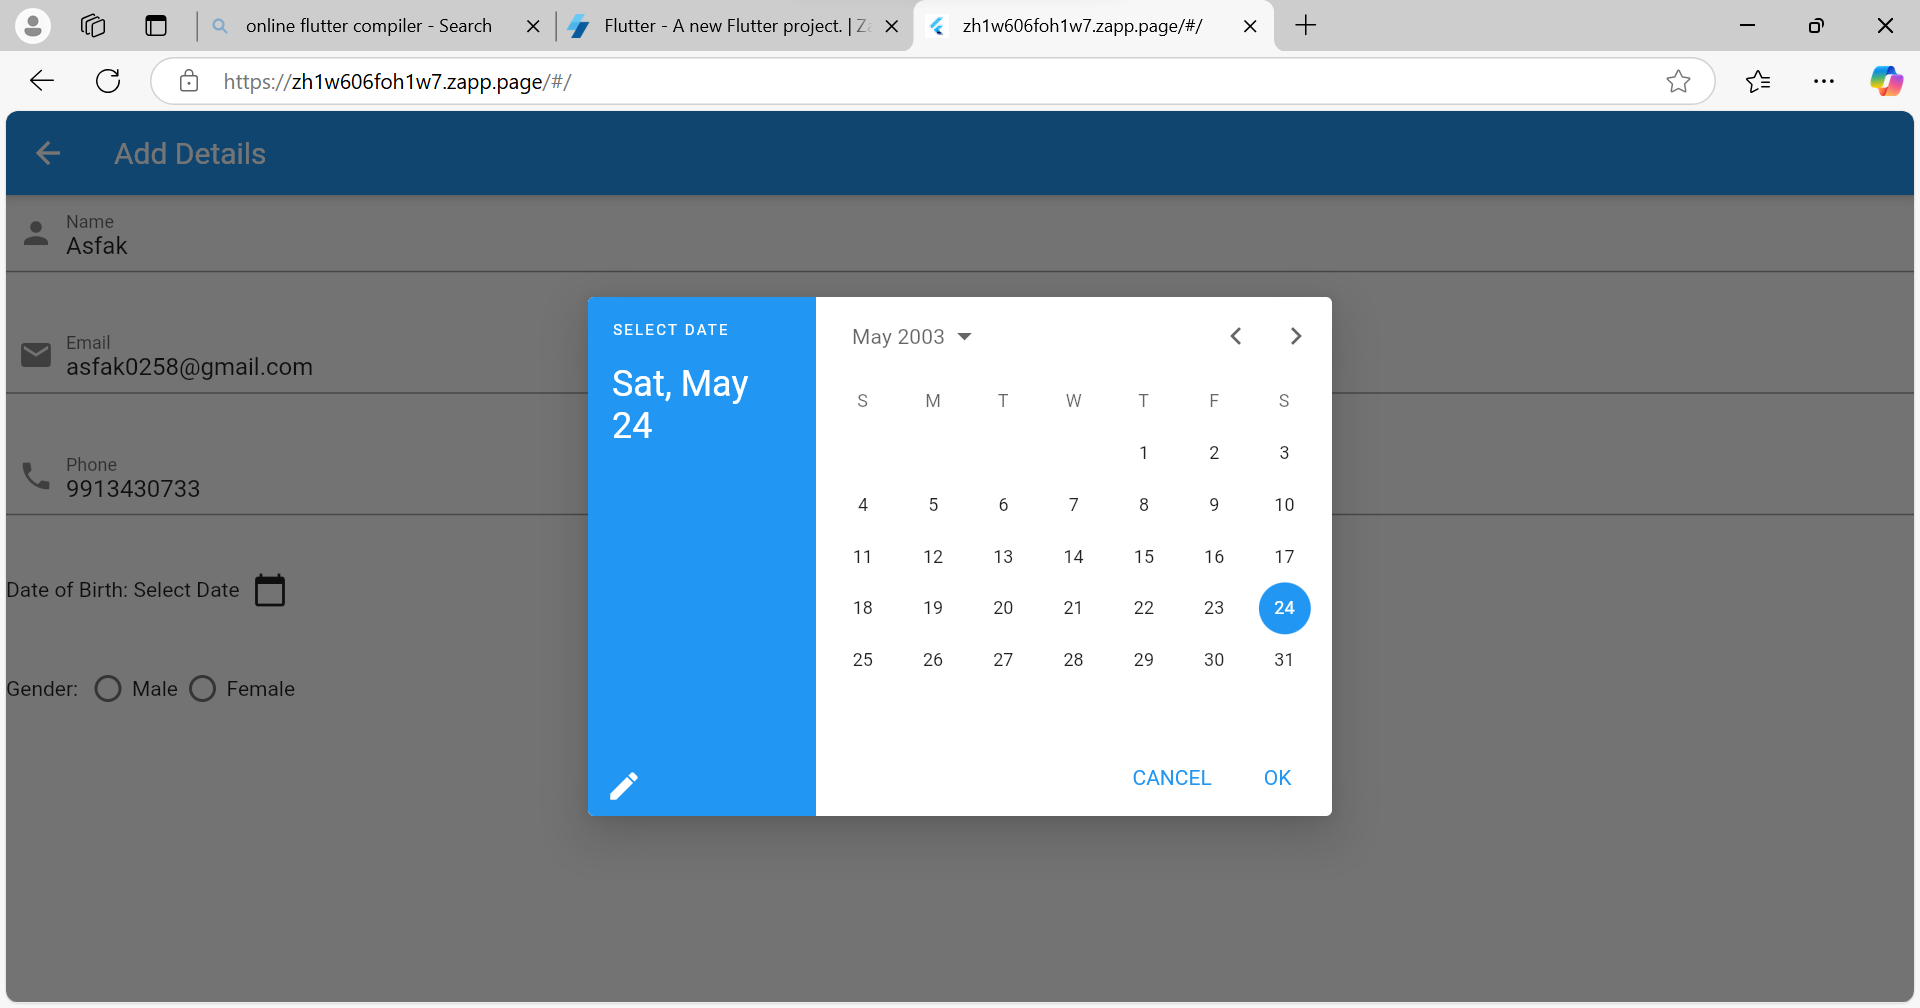 online flutter compiler - Search
Flutter - A new Flutter project. | Za
zh1w606foh1w7.zapp.page/#/
https://zh1w606foh1w7.zapp.page/#/
Add Details
Name
Asfak
Email
asfak0258@gmail.com
Phone
9913430733
Date of Birth: Select Date
Gender: Male Female
SELECT DATE
Sat, May
24
May 2003
S M T W T F S
1 2 3
4 5 6 7 8 9 10
11 12 13 14 15 16 17
18 19 20 21 22 23 24
25 26 27 28 29 30 31
CANCEL OK